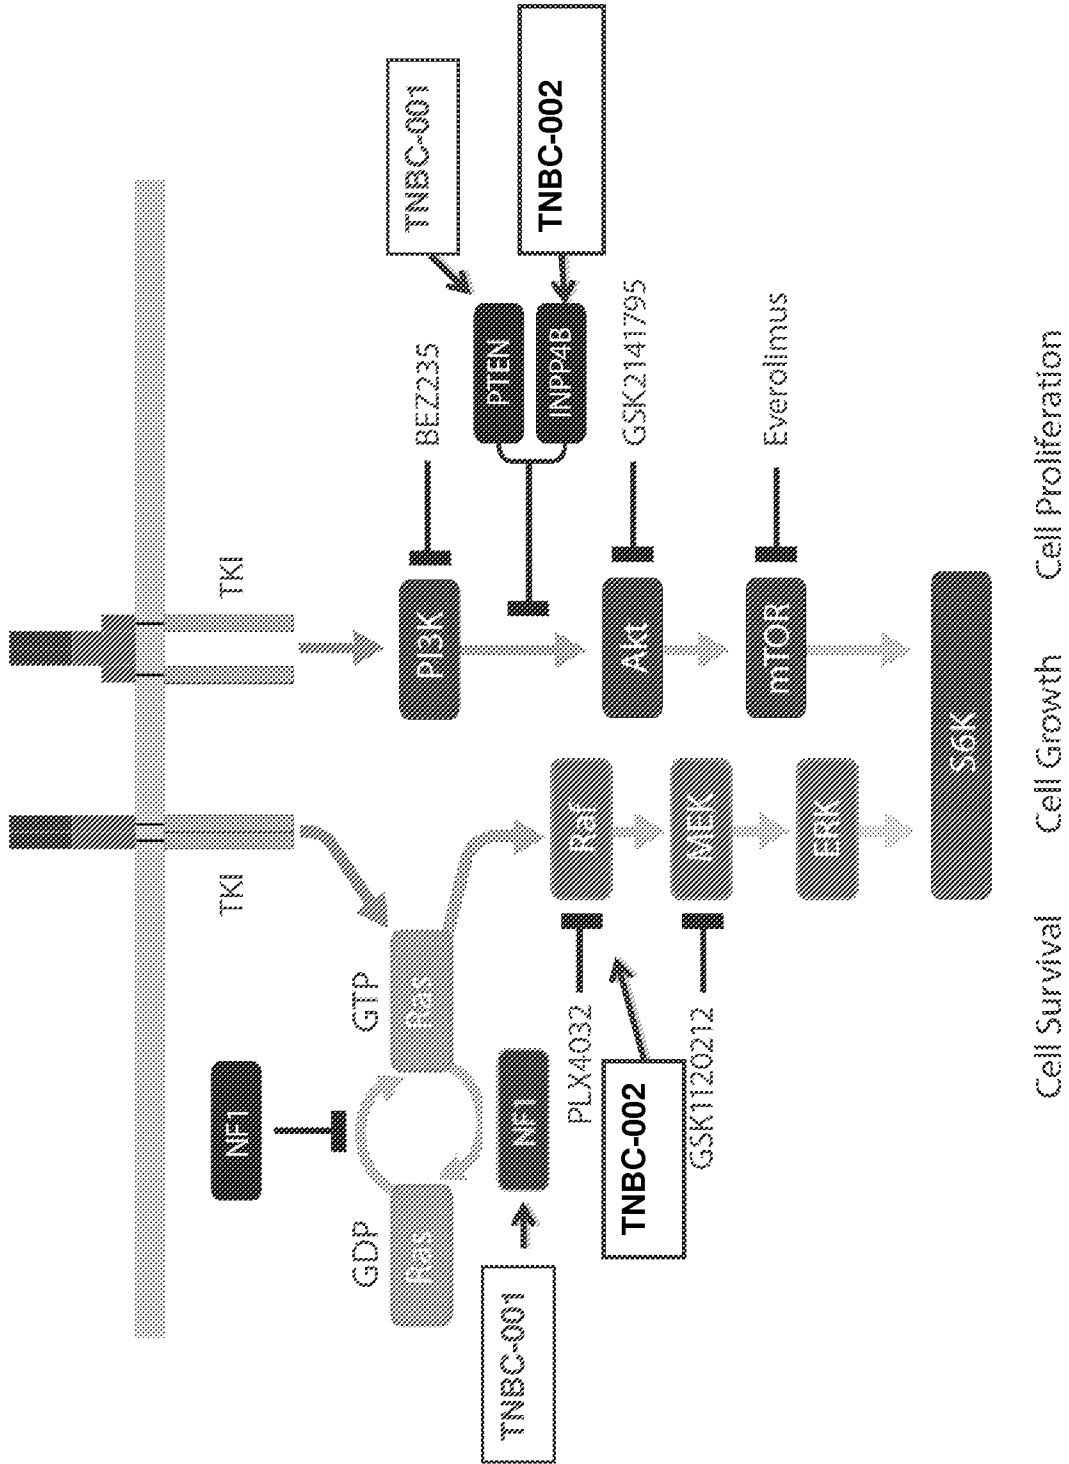 TKI
TKI
NF1
GDP
GTP
Ras
Ras
NF1
TNBC-001
PI3K
BEZ235
TNBC-001
PTEN
INPP4B
TNBC-002
PLX4032
Raf
Akt
GSK2141795
TNBC-002
GSK1120212
MEK
mTOR
Everolimus
ERK
S6K
Cell Survival
Cell Growth
Cell Proliferation